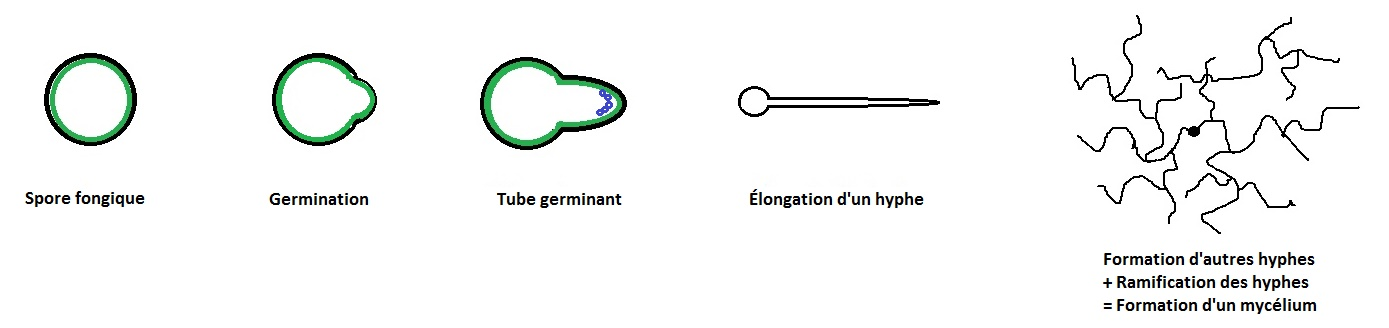 Spore fongique
Germination
Tube germinant
Élongation d'un hyphe
Formation d'autres hyphes
+ Ramification des hyphes
= Formation d'un mycélium